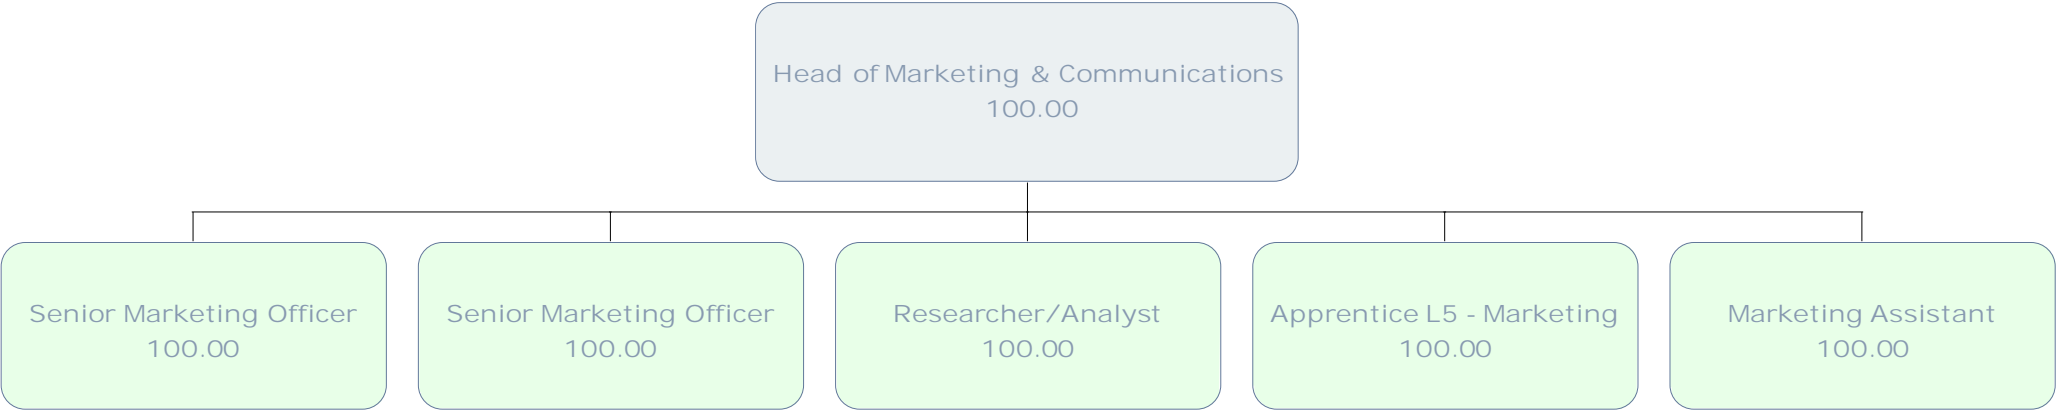 Head of Marketing & Communications
100.00
Senior Marketing Officer
100.00
Senior Marketing Officer
100.00
Researcher/Analyst
100.00
Apprentice L5 - Marketing
100.00
Marketing Assistant
100.00